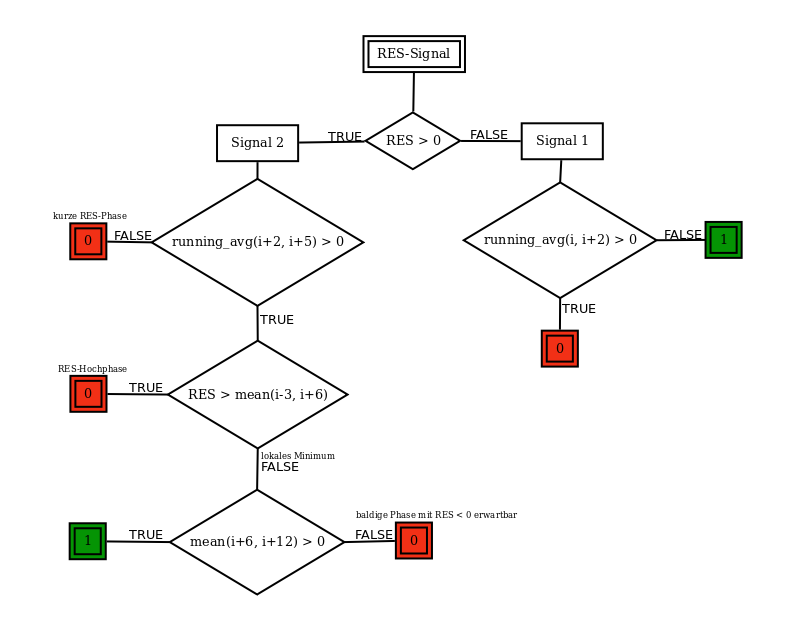 RES-Signal
Signal 2
TRUE
RES > 0
FALSE
Signal 1
kurze RES-Phase
0
FALSE
running_avg(i+2, i+5) > 0
running_avg(i, i+2) > 0
FALSE
1
TRUE
TRUE
0
RES-Hochphase
0
TRUE
RES > mean(i-3, i+6)
lokales Minimum
FALSE
baldige Phase mit RES < 0 erwartbar
1
TRUE
mean(i+6, i+12) > 0
FALSE
0